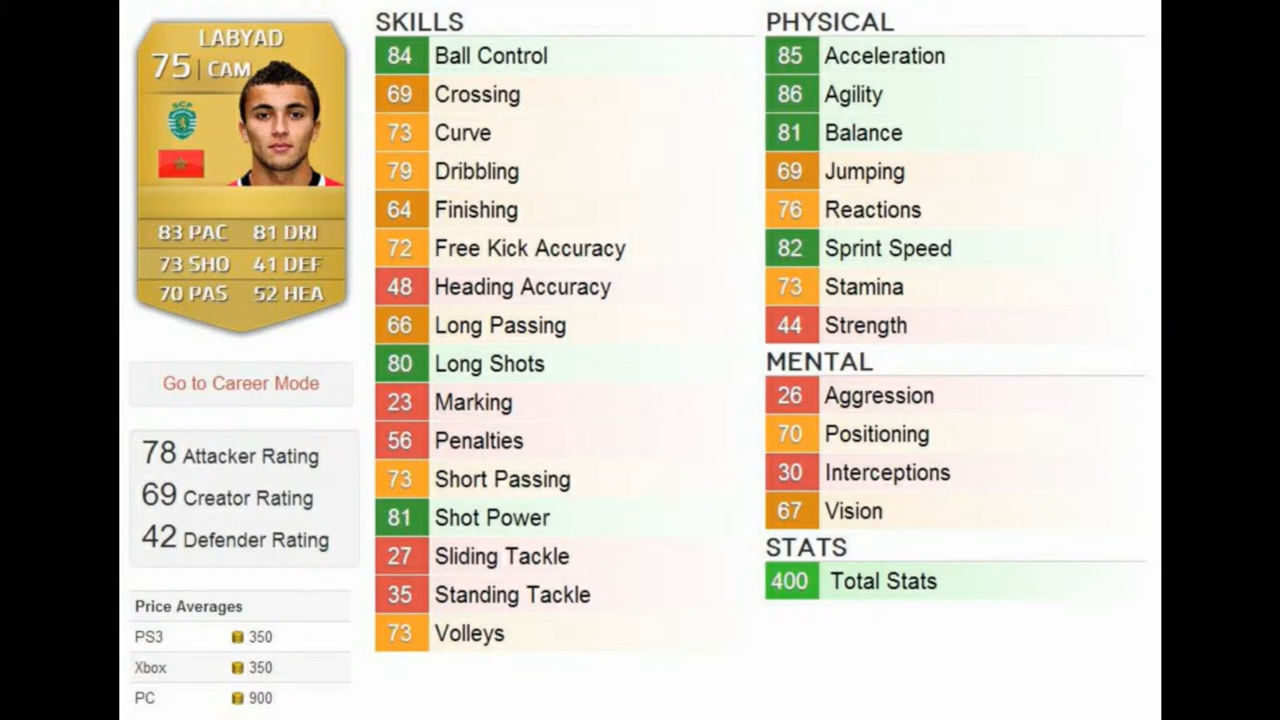 LABYAD
75 | CAM
SCP
83 PAC 81 DRI
73 SHO 41 DEF
70 PAS 52 HEA
Go to Career Mode
78 Attacker Rating
69 Creator Rating
42 Defender Rating
Price Averages
PS3 350
Xbox 350
PC 900
SKILLS
84 Ball Control
69 Crossing
73 Curve
79 Dribbling
64 Finishing
72 Free Kick Accuracy
48 Heading Accuracy
66 Long Passing
80 Long Shots
23 Marking
56 Penalties
73 Short Passing
81 Shot Power
27 Sliding Tackle
35 Standing Tackle
73 Volleys
PHYSICAL
85 Acceleration
86 Agility
81 Balance
69 Jumping
76 Reactions
82 Sprint Speed
73 Stamina
44 Strength
MENTAL
26 Aggression
70 Positioning
30 Interceptions
67 Vision
STATS
400 Total Stats